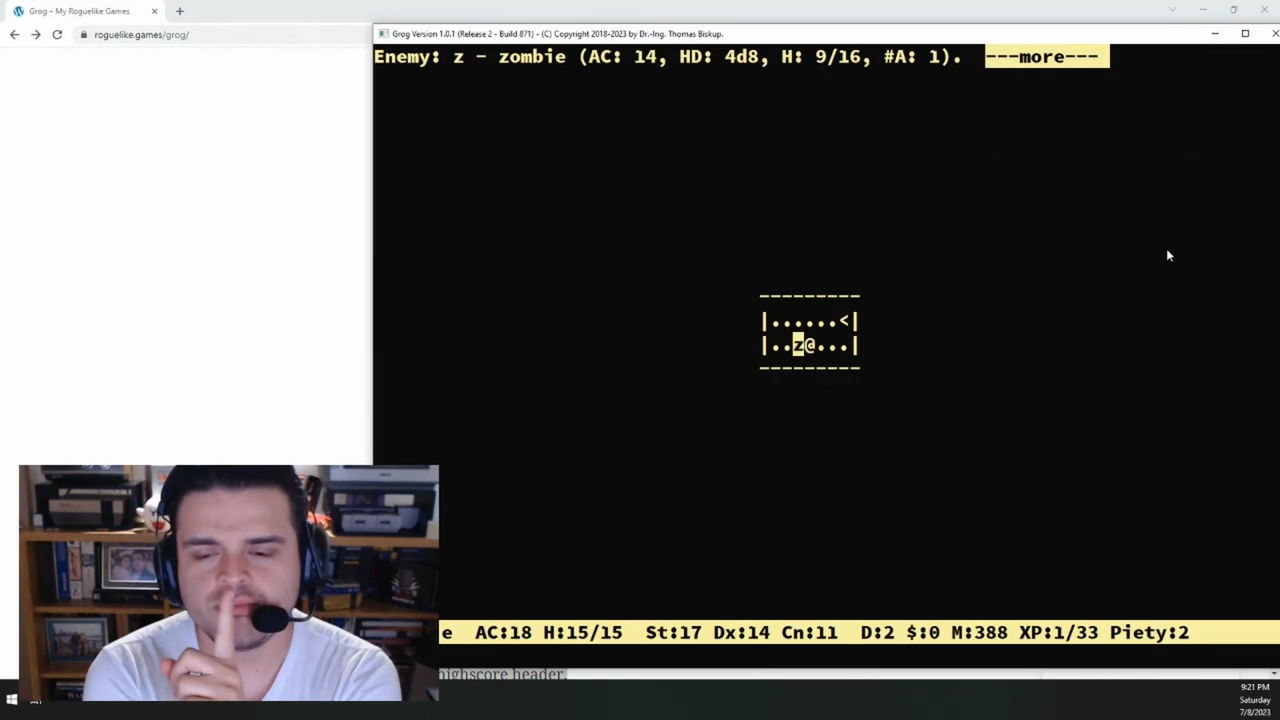 Grog – My Roguelike Games
roguelike.games/grog/
Grog Version 1.0.1 (Release 2 - Build 871) - (C) Copyright 2018-2023 by Dr.-Ing. Thomas Biskup.
Enemy: z - zombie (AC: 14, HD: 4d8, H: 9/16, #A: 1). ---more---
---------
|......<|
|..z@...|
---------
e AC:18 H:15/15 St:17 Dx:14 Cn:11 D:2 $:0 M:388 XP:1/33 Piety:2
highscore header.
9:21 PM
Saturday
7/8/2023